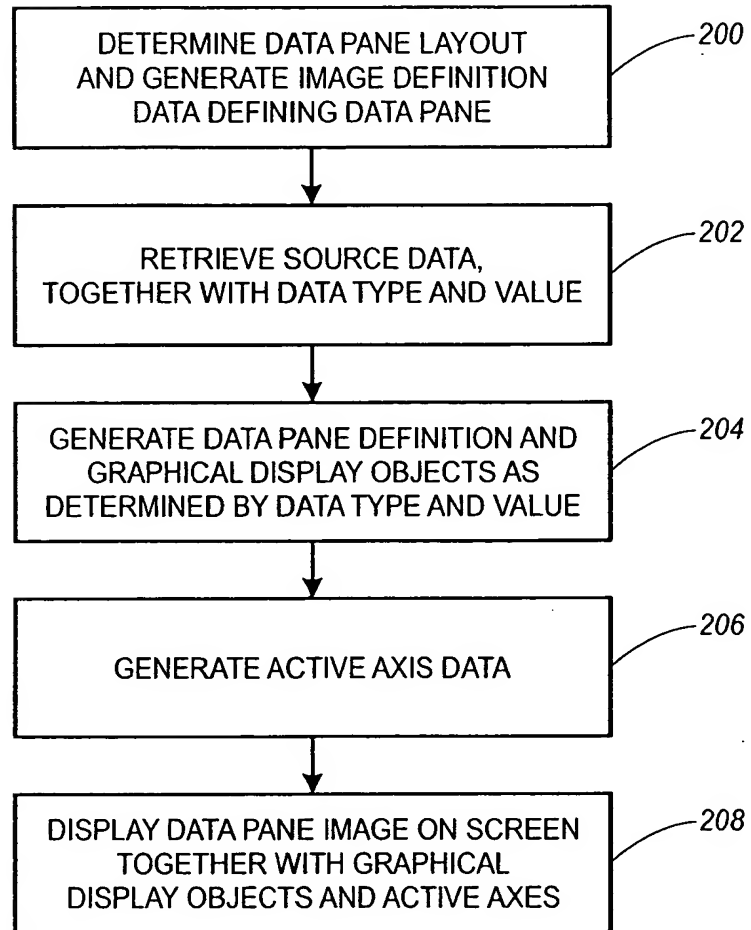 DETERMINE DATA PANE LAYOUT
AND GENERATE IMAGE DEFINITION
DATA DEFINING DATA PANE
200
RETRIEVE SOURCE DATA,
TOGETHER WITH DATA TYPE AND VALUE
202
GENERATE DATA PANE DEFINITION AND
GRAPHICAL DISPLAY OBJECTS AS
DETERMINED BY DATA TYPE AND VALUE
204
GENERATE ACTIVE AXIS DATA
206
DISPLAY DATA PANE IMAGE ON SCREEN
TOGETHER WITH GRAPHICAL
DISPLAY OBJECTS AND ACTIVE AXES
208